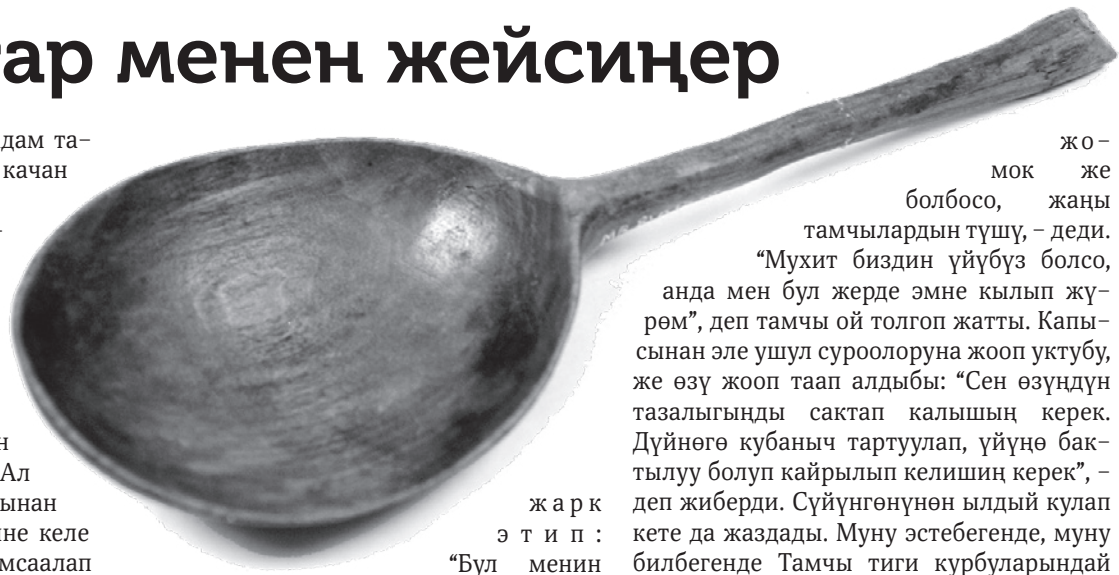 ар менен жейсиңер
дам та-
качан
н
Ал
ынан
не келе
мсаалап
жарк
этип:
“Бул менин
жо-
мок же
болбосо, жаңы
тамчылардын түшү, – деди.
“Мухит биздин үйүбүз болсо,
анда мен бул жерде эмне кылып жү-
рөм”, деп тамчы ой толгоп жатты. Капы-
сынан эле ушул суроолоруна жооп уктубу,
же өзү жооп таап алдыбы: “Сен өзүңдүн
тазалыгыңды сактап калышың керек.
Дүйнөгө кубаныч тартуулап, үйүңө бак-
тылуу болуп кайрылып келишиң керек”, –
деп жиберди. Сүйүнгөнүнөн ылдый кулап
кете да жаздады. Муну эстебегенде, муну
билбегенде Тамчы тиги курбуларындай